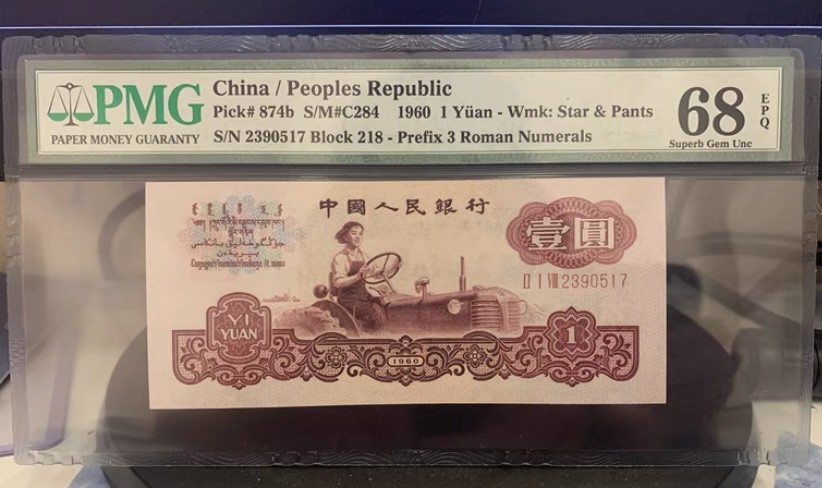 PMG
PAPER MONEY GUARANTY
China / Peoples Republic
Pick# 874b S/M#C284 1960 1 Yüan - Wmk: Star & Pants
S/N 2390517 Block 218 - Prefix 3 Roman Numerals
68
EPQ
Superb Gem Unc
中國人民銀行
壹圓
II I VIII 2390517
YI
YUAN
1960
1